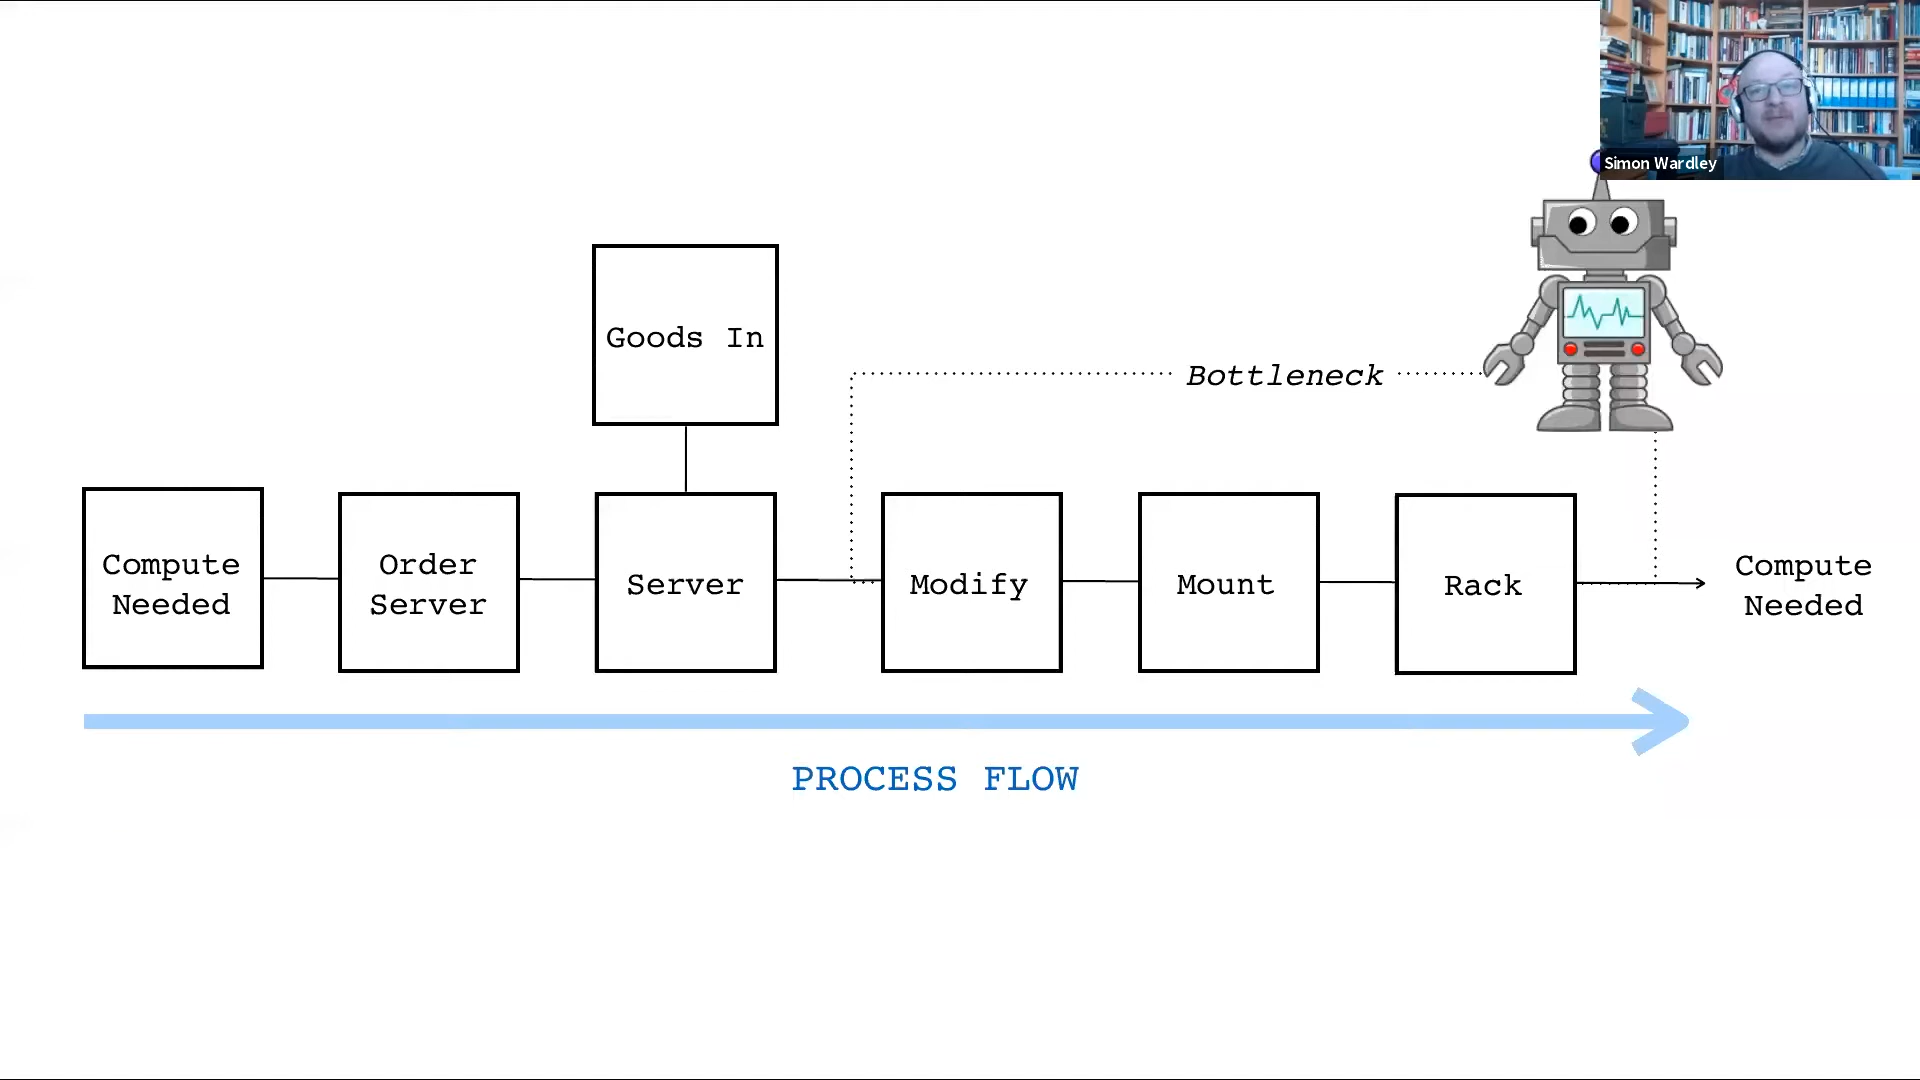 Simon Wardley
Goods In
Bottleneck
Compute
Needed
Order
Server
Server
Modify
Mount
Rack
Compute
Needed
PROCESS FLOW